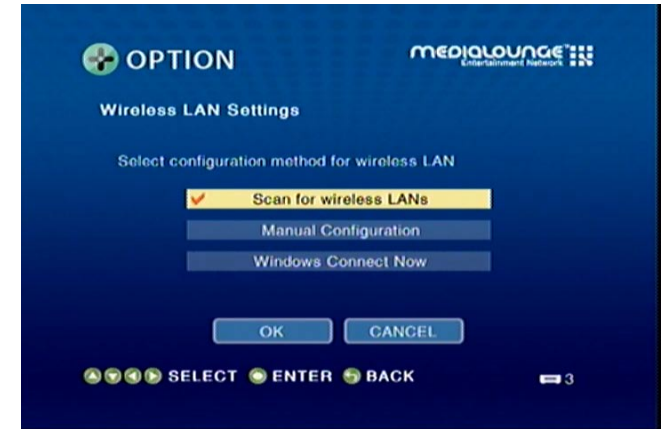 OPTION
MEDIALOUNGE™
Entertainment Network
Wireless LAN Settings
Select configuration method for wireless LAN
Scan for wireless LANs
Manual Configuration
Windows Connect Now
OK CANCEL
SELECT ENTER BACK 3